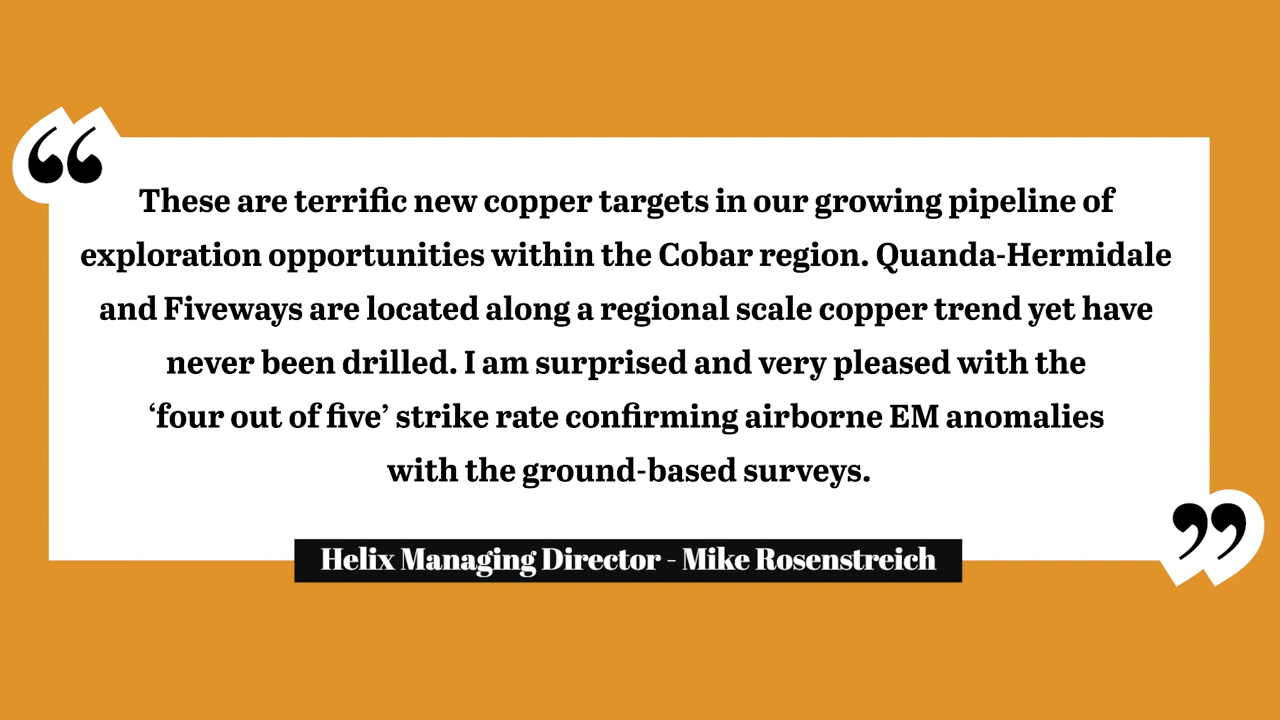 “
These are terrific new copper targets in our growing pipeline of
exploration opportunities within the Cobar region. Quanda-Hermidale
and Fiveways are located along a regional scale copper trend yet have
never been drilled. I am surprised and very pleased with the
‘four out of five’ strike rate confirming airborne EM anomalies
with the ground-based surveys.
”
Helix Managing Director - Mike Rosenstreich